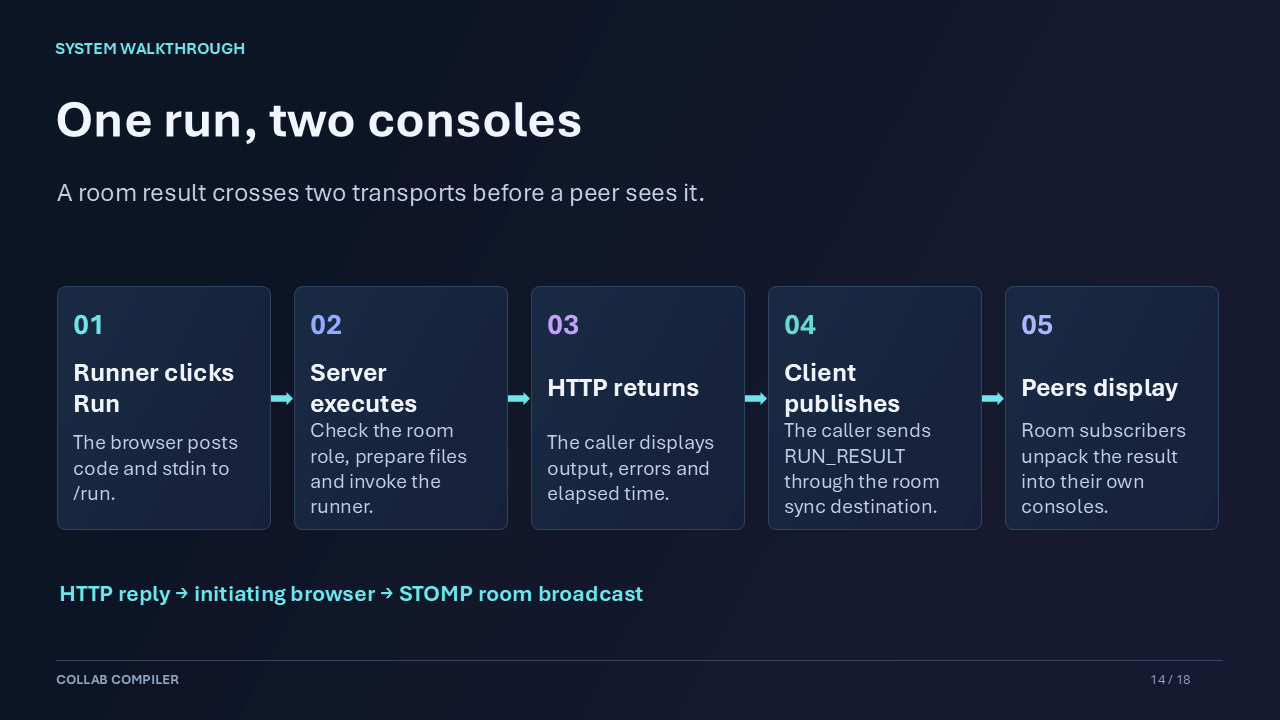 SYSTEM WALKTHROUGH
One run, two consoles
A room result crosses two transports before a peer sees it.
01
Runner clicks
Run
The browser posts
code and stdin to
/run.
02
Server
executes
Check the room
role, prepare files
and invoke the
runner.
03
HTTP returns
The caller displays
output, errors and
elapsed time.
04
Client
publishes
The caller sends
RUN_RESULT
through the room
sync destination.
05
Peers display
Room subscribers
unpack the result
into their own
consoles.
HTTP reply → initiating browser → STOMP room broadcast
COLLAB COMPILER
14 / 18